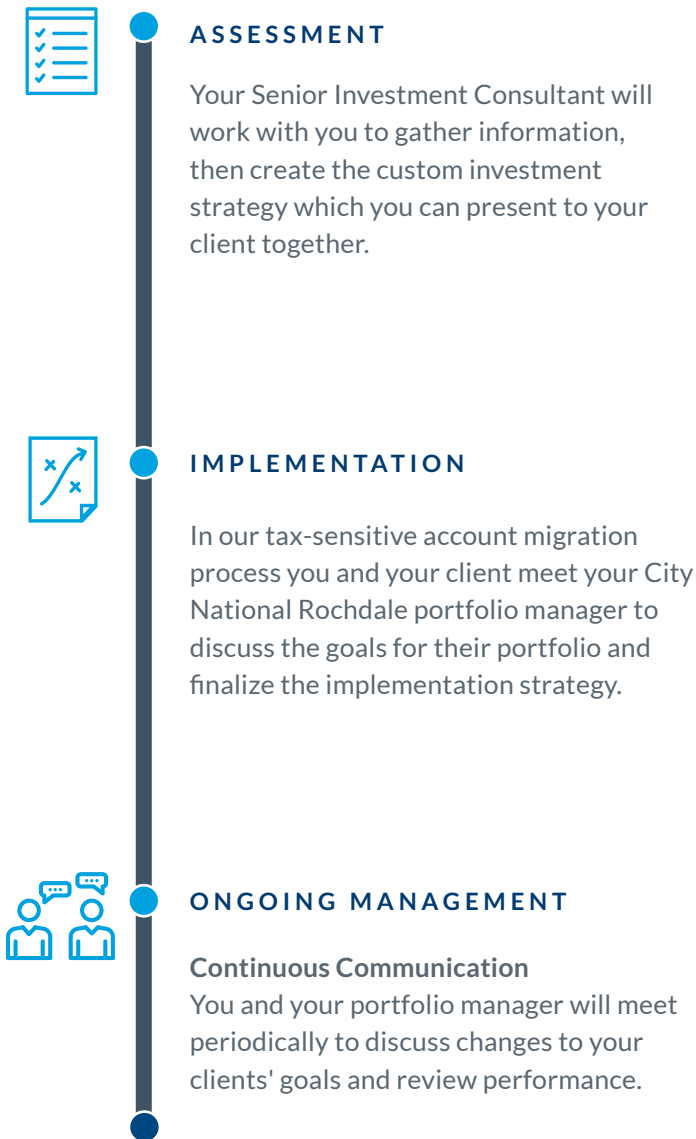 ASSESSMENT
Your Senior Investment Consultant will
work with you to gather information,
then create the custom investment
strategy which you can present to your
client together.
IMPLEMENTATION
In our tax-sensitive account migration
process you and your client meet your City
National Rochdale portfolio manager to
discuss the goals for their portfolio and
finalize the implementation strategy.
ONGOING MANAGEMENT
Continuous Communication
You and your portfolio manager will meet
periodically to discuss changes to your
clients' goals and review performance.